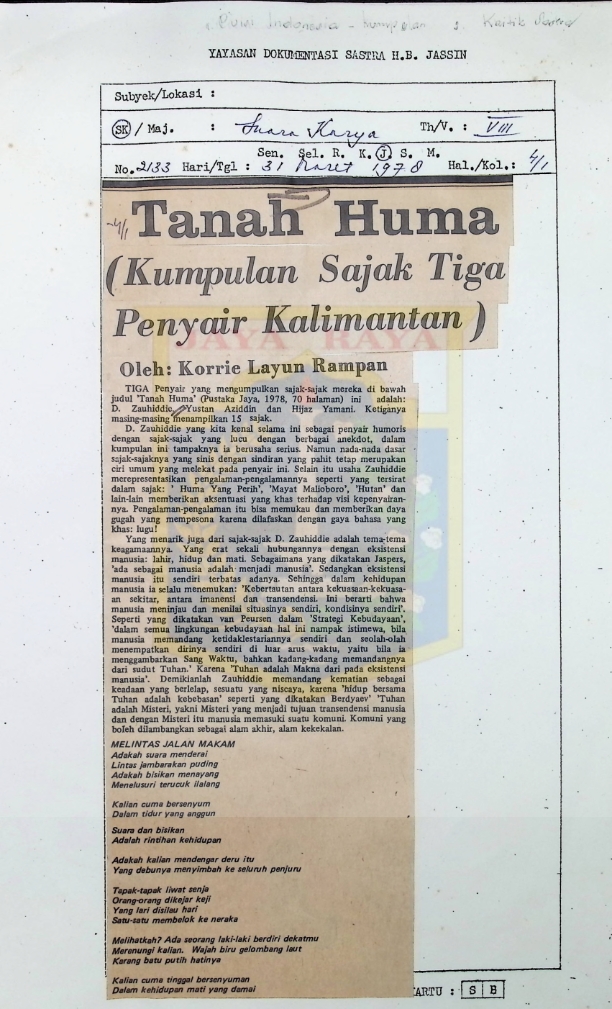 Puisi Indonesia - kumpulan
YAYASAN DOKUMENTASI SASTRA H.B. JASSIN
Subyek/Lokasi :
SK / Maj. : Suara Karya Th/V. : VIII
Sen. Sel. R. K. J. S. M.
No. 2133 Hari/Tgl : 31 Maret 1978 Hal./Kol.: 4/1
4/1
Tanah Huma
(Kumpulan Sajak Tiga
Penyair Kalimantan)
JAYA RAYA
Oleh: Korrie Layun Rampan
TIGA Penyair yang mengumpulkan sajak-sajak mereka di bawah
judul 'Tanah Huma' (Pustaka Jaya, 1978, 70 halaman) ini adalah:
D. Zauhiddie, Yustan Aziddin dan Hijaz Yamani. Ketiganya
masing-masing menampilkan 15 sajak.
D. Zauhiddie yang kita kenal selama ini sebagai penyair humoris
dengan sajak-sajak yang lucu dengan berbagai anekdot, dalam
kumpulan ini tampaknya ia berusaha serius. Namun nada-nada dasar
sajak-sajaknya yang sinis dengan sindiran yang pahit tetap merupakan
ciri umum yang melekat pada penyair ini. Selain itu usaha Zauhiddie
merepresentasikan pengalaman-pengalamannya seperti yang tersirat
dalam sajak: ' Huma Yang Perih', 'Mayat Malioboro', 'Hutan' dan
lain-lain memberikan aksentuasi yang khas terhadap visi kepenyairan-
nya. Pengalaman-pengalaman itu bisa memukau dan memberikan daya
gugah yang mempesona karena dilafaskan dengan gaya bahasa yang
khas: lugu!
Yang menarik juga dari sajak-sajak D. Zauhiddie adalah tema-tema
keagamaannya. Yang erat sekali hubungannya dengan eksistensi
manusia: lahir, hidup dan mati. Sebagaimana yang dikatakan Jaspers,
'ada sebagai manusia adalah menjadi manusia'. Sedangkan eksistensi
manusia itu sendiri terbatas adanya. Sehingga dalam kehidupan
manusia ia selalu menemukan: 'Kebertautan antara kekuasaan-kekuasa-
an sekitar, antara imanensi dan transendensi. Ini berarti bahwa
manusia meninjau dan menilai situasinya sendiri, kondisinya sendiri'.
Seperti yang dikatakan van Peursen dalam 'Strategi Kebudayaan',
'dalam semua lingkungan kebudayaan hal ini nampak istimewa, bila
manusia memandang ketidaklestariannya sendiri dan seolah-olah
menempatkan dirinya sendiri di luar arus waktu, yaitu bila ia
menggambarkan Sang Waktu, bahkan kadang-kadang memandangnya
dari sudut Tuhan.' Karena 'Tuhan adalah Makna dari pada eksistensi
manusia'. Demikianlah Zauhiddie memandang kematian sebagai
keadaan yang berlelap, sesuatu yang niscaya, karena 'hidup bersama
Tuhan adalah kebebasan' seperti yang dikatakan Berdyaev' 'Tuhan
adalah Misteri, yakni Misteri yang menjadi tujuan transendensi manusia
dan dengan Misteri itu manusia memasuki suatu komuni. Komuni yang
boleh dilambangkan sebagai alam akhir, alam kekekalan.
MELINTAS JALAN MAKAM
Adakah suara menderai
Lintas jambarakan puding
Adakah bisikan menayang
Menelusuri terucuk ilalang
Kalian cuma bersenyum
Dalam tidur yang anggun
Suara dan bisikan
Adalah rintihan kehidupan
Adakah kalian mendengar deru itu
Yang debunya menyimbah ke seluruh penjuru
Tapak-tapak liwat senja
Orang-orang dikejar keji
Yang lari disilau hari
Satu-satu membelok ke neraka
Melihatkah? Ada seorang laki-laki berdiri dekatmu
Merenungi kalian. Wajah biru gelombang laut
Karang batu putih hatinya
Kalian cuma tinggal bersenyuman
Dalam kehidupan mati yang damai
ARTU : S B